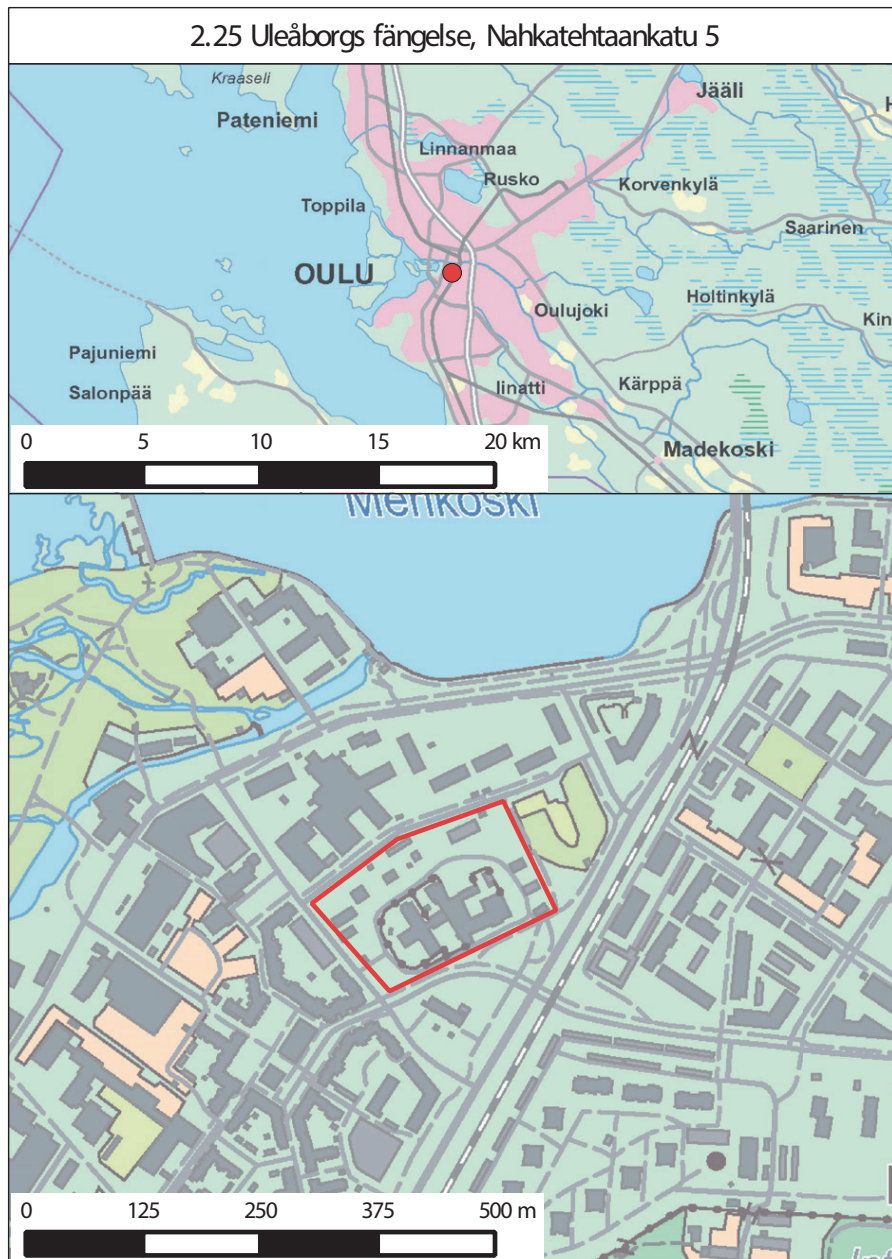 2.25 Uleåborgs fängelse, Nahkatehtaankatu 5
Kraaseli
Pateniemi
Jääli
Linnanmaa
Rusko
Korvenkylä
Toppila
Saarinen
OULU
Oulujoki
Holtinkylä
Kin
Pajuniemi
Salonpää
Iinatti
Kärppä
Madekoski
0 5 10 15 20 km
Merikoski
0 125 250 375 500 m